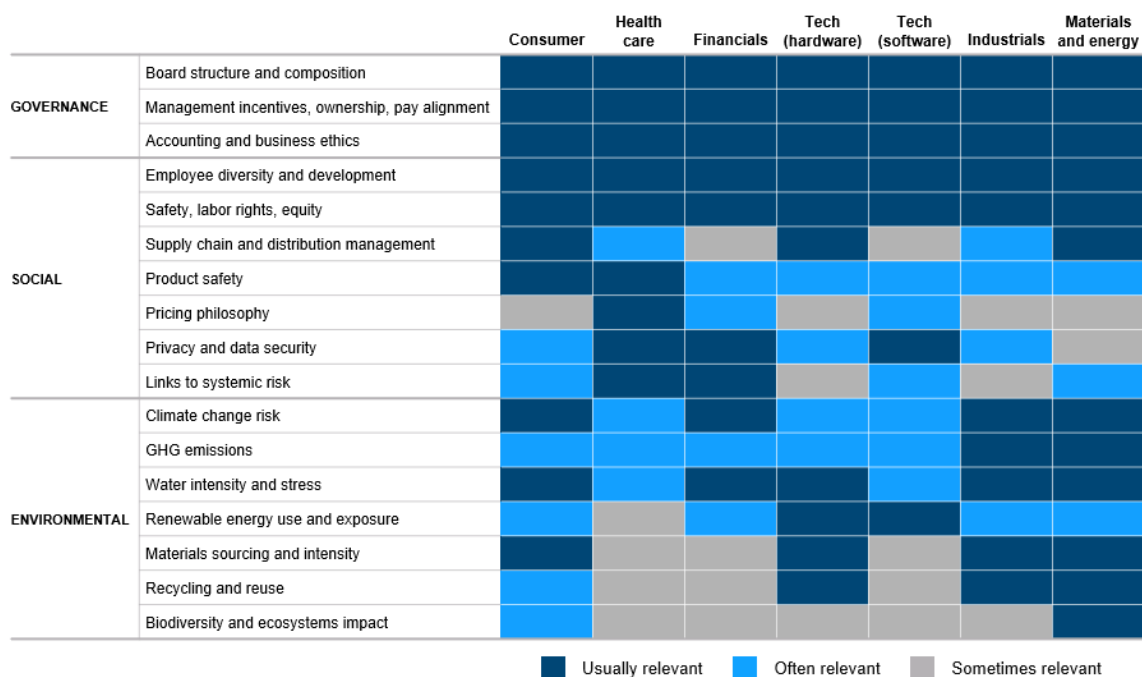 Consumer
Health
care
Financials
Tech
(hardware)
Tech
(software)
Industrials
Materials
and energy
GOVERNANCE
Board structure and composition
Management incentives, ownership, pay alignment
Accounting and business ethics
SOCIAL
Employee diversity and development
Safety, labor rights, equity
Supply chain and distribution management
Product safety
Pricing philosophy
Privacy and data security
Links to systemic risk
ENVIRONMENTAL
Climate change risk
GHG emissions
Water intensity and stress
Renewable energy use and exposure
Materials sourcing and intensity
Recycling and reuse
Biodiversity and ecosystems impact
Usually relevant
Often relevant
Sometimes relevant